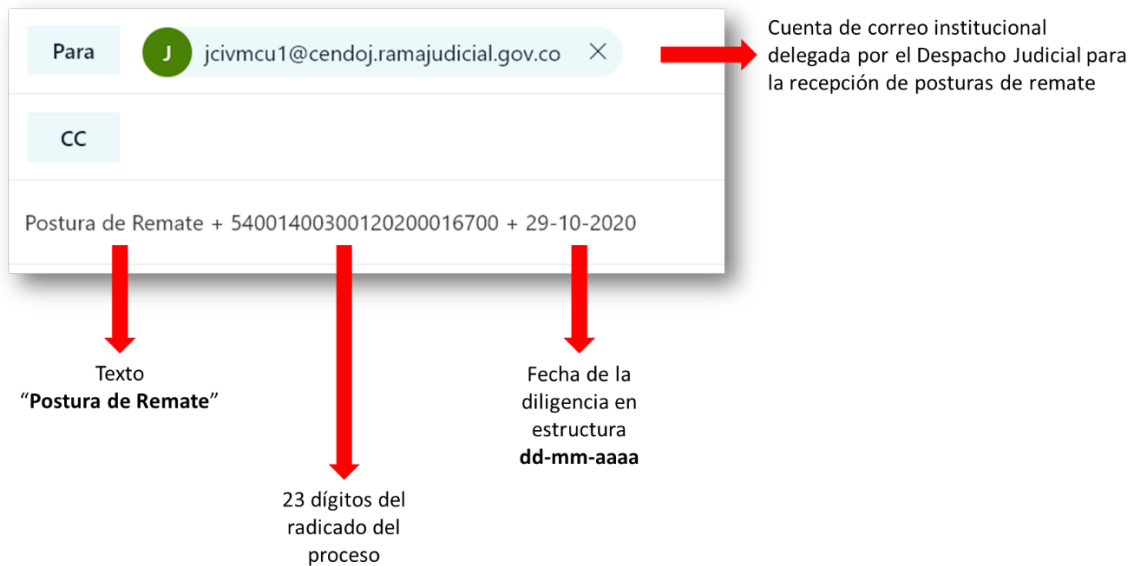 Para
J
jcivmcu1@cendoj.ramajudicial.gov.co
Cuenta de correo institucional
delegada por el Despacho Judicial para
la recepción de posturas de remate
CC
Postura de Remate + 54001400300120200016700 + 29-10-2020
Texto
“Postura de Remate”
23 dígitos del
radicado del
proceso
Fecha de la
diligencia en
estructura
dd-mm-aaaa